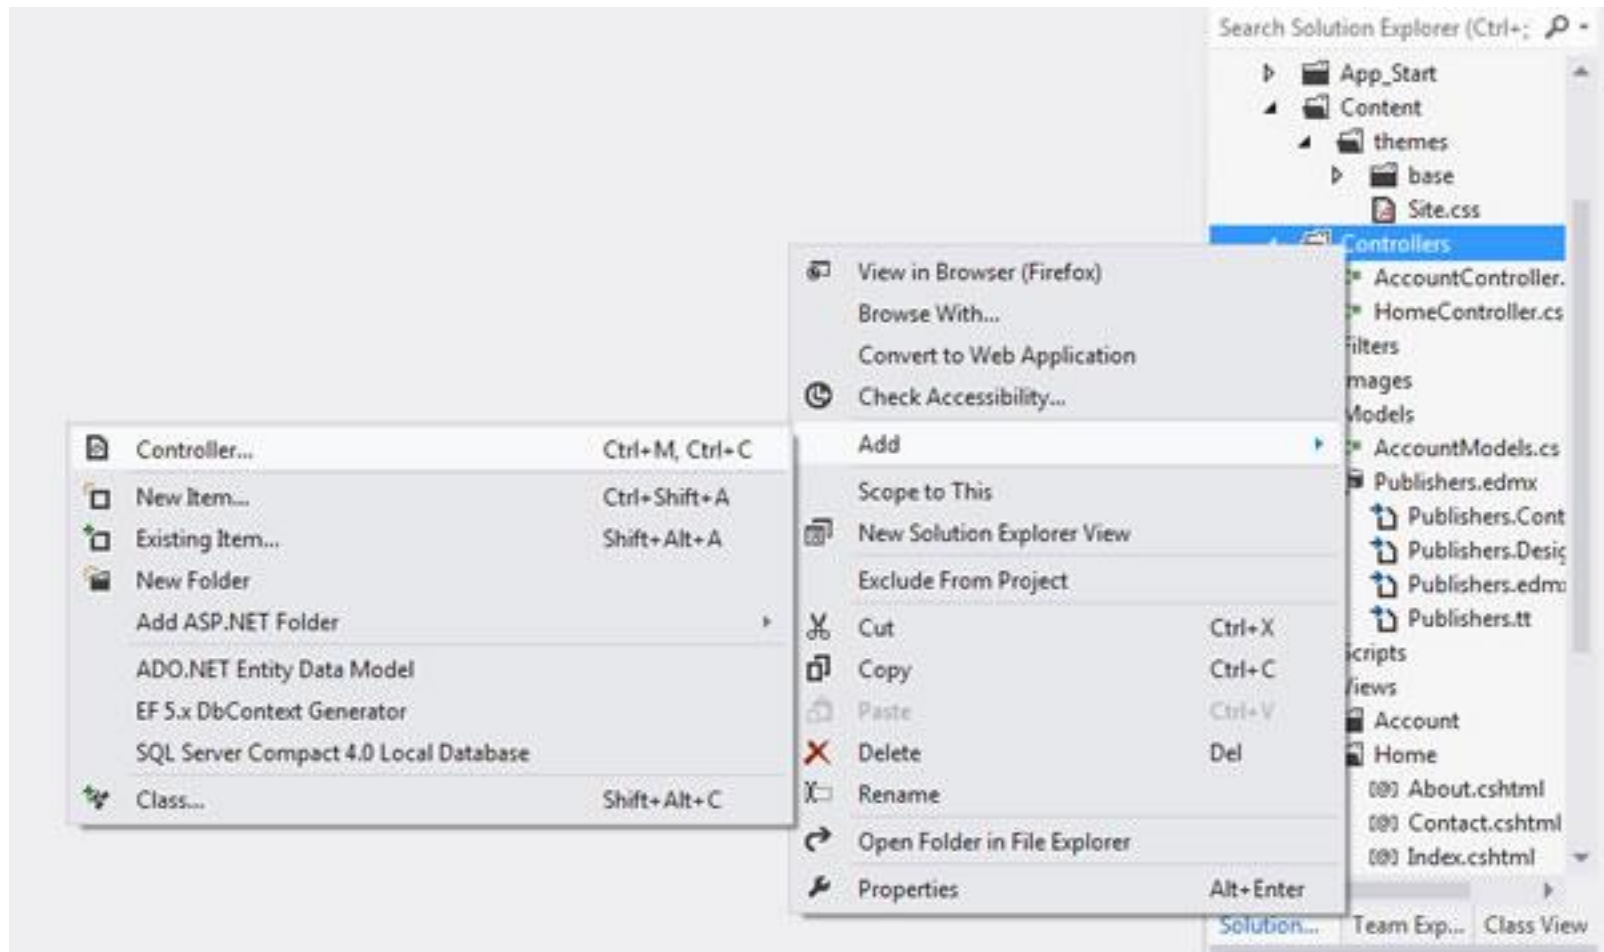 Search Solution Explorer (Ctrl+;
App_Start
Content
themes
base
Site.css
Controllers
AccountController.
HomeController.cs
Filters
mages
Models
AccountModels.cs
Publishers.edmx
Publishers.Cont
Publishers.Desig
Publishers.edm
Publishers.tt
Scripts
Views
Account
Home
About.cshtml
Contact.cshtml
Index.cshtml
Solution... Team Exp... Class View
View in Browser (Firefox)
Browse With...
Convert to Web Application
Check Accessibility...
Add
Scope to This
New Solution Explorer View
Exclude From Project
Cut Ctrl+X
Copy Ctrl+C
Paste Ctrl+V
Delete Del
Rename
Open Folder in File Explorer
Properties Alt+Enter
Controller... Ctrl+M, Ctrl+C
New Item... Ctrl+Shift+A
Existing Item... Shift+Alt+A
New Folder
Add ASP.NET Folder
ADO.NET Entity Data Model
EF 5.x DbContext Generator
SQL Server Compact 4.0 Local Database
Class... Shift+Alt+C